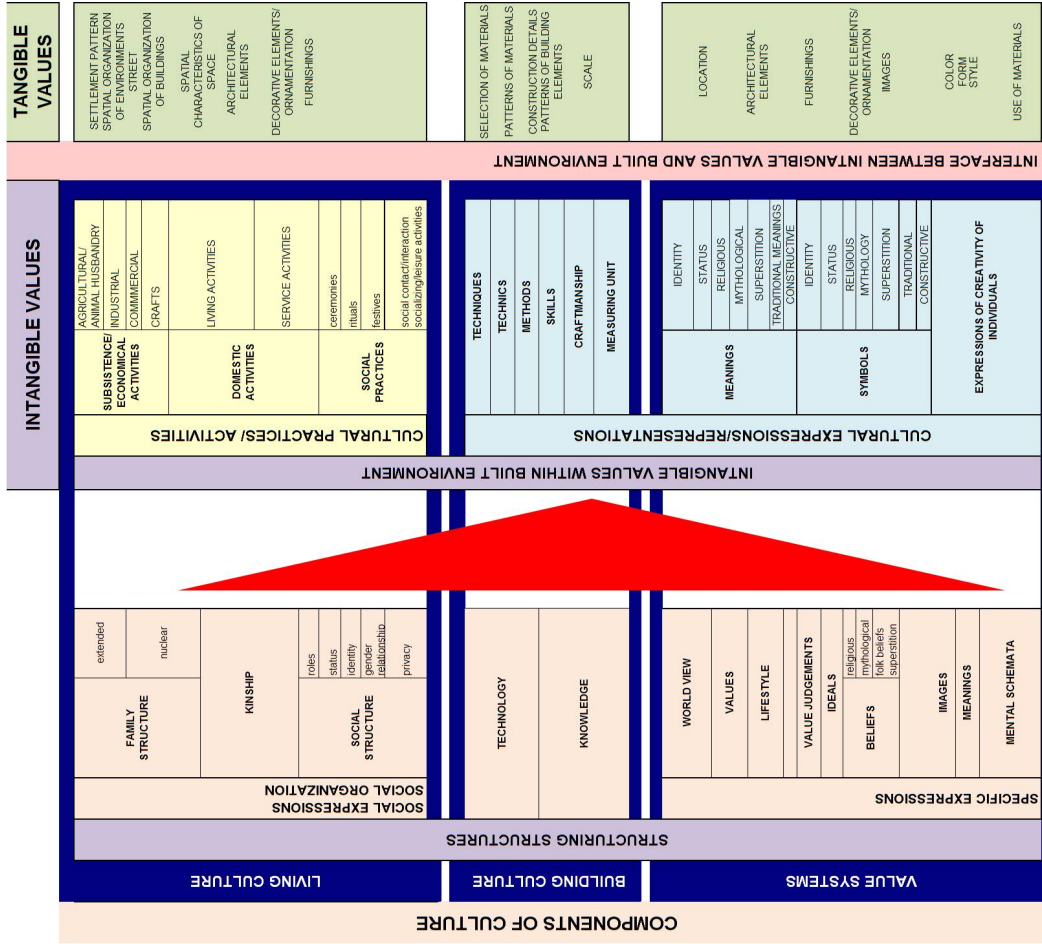 TANGIBLE
VALUES
SETTLEMENT PATTERN
SPATIAL ORGANIZATION
OF ENVIRONMENTS
STREET
SPATIAL ORGANIZATION
OF BUILDINGS
SPATIAL
CHARACTERISTICS OF
SPACE
ARCHITECTURAL
ELEMENTS
DECORATIVE ELEMENTS/
ORNAMENTATION
FURNISHINGS
SELECTION OF MATERIALS
PATTERNS OF MATERIALS
CONSTRUCTION DETAILS
PATTERNS OF BUILDING
ELEMENTS
SCALE
LOCATION
ARCHITECTURAL
ELEMENTS
FURNISHINGS
DECORATIVE ELEMENTS/
ORNAMENTATION
IMAGES
COLOR
FORM
STYLE
USE OF MATERIALS
INTERFACE BETWEEN INTANGIBLE VALUES AND BUILT ENVIRONMENT
INTANGIBLE VALUES
AGRICULTURAL/
ANIMAL HUSBANDRY
INDUSTRIAL
COMMMERCIAL
CRAFTS
LIVING ACTIVITIES
SERVICE ACTIVITIES
ceremonies
rituals
festives
social contact/interaction
socializing/leisure activities
SUBSISTENCE/
ECONOMICAL
ACTIVITIES
DOMESTIC
ACTIVITIES
SOCIAL
PRACTICES
CULTURAL PRACTICES/ ACTIVITIES
TECHNIQUES
TECHNICS
METHODS
SKILLS
CRAFTMANSHIP
MEASURING UNIT
IDENTITY
STATUS
RELIGIOUS
MYTHOLOGICAL
SUPERSTITION
TRADITIONAL MEANINGS
CONSTRUCTIVE
IDENTITY
STATUS
RELIGIOUS
MYTHOLOGY
SUPERSTITION
TRADITIONAL
CONSTRUCTIVE
MEANINGS
SYMBOLS
EXPRESSIONS OF CREATIVITY OF
INDIVIDUALS
CULTURAL EXPRESSIONS/REPRESENTATIONS
INTANGIBLE VALUES WITHIN BUILT ENVIRONMENT
extended
nuclear
FAMILY
STRUCTURE
KINSHIP
roles
status
identity
gender
relationship
privacy
SOCIAL
STRUCTURE
SOCIAL EXPRESSIONS
SOCIAL ORGANIZATION
TECHNOLOGY
KNOWLEDGE
WORLD VIEW
VALUES
LIFESTYLE
VALUE JUDGEMENTS
IDEALS
BELIEFS
religious
mythological
folk beliefs
superstition
IMAGES
MEANINGS
MENTAL SCHEMATA
SPECIFIC EXPRESSIONS
STRUCTURING STRUCTURES
LIVING CULTURE
BUILDING CULTURE
VALUE SYSTEMS
COMPONENTS OF CULTURE